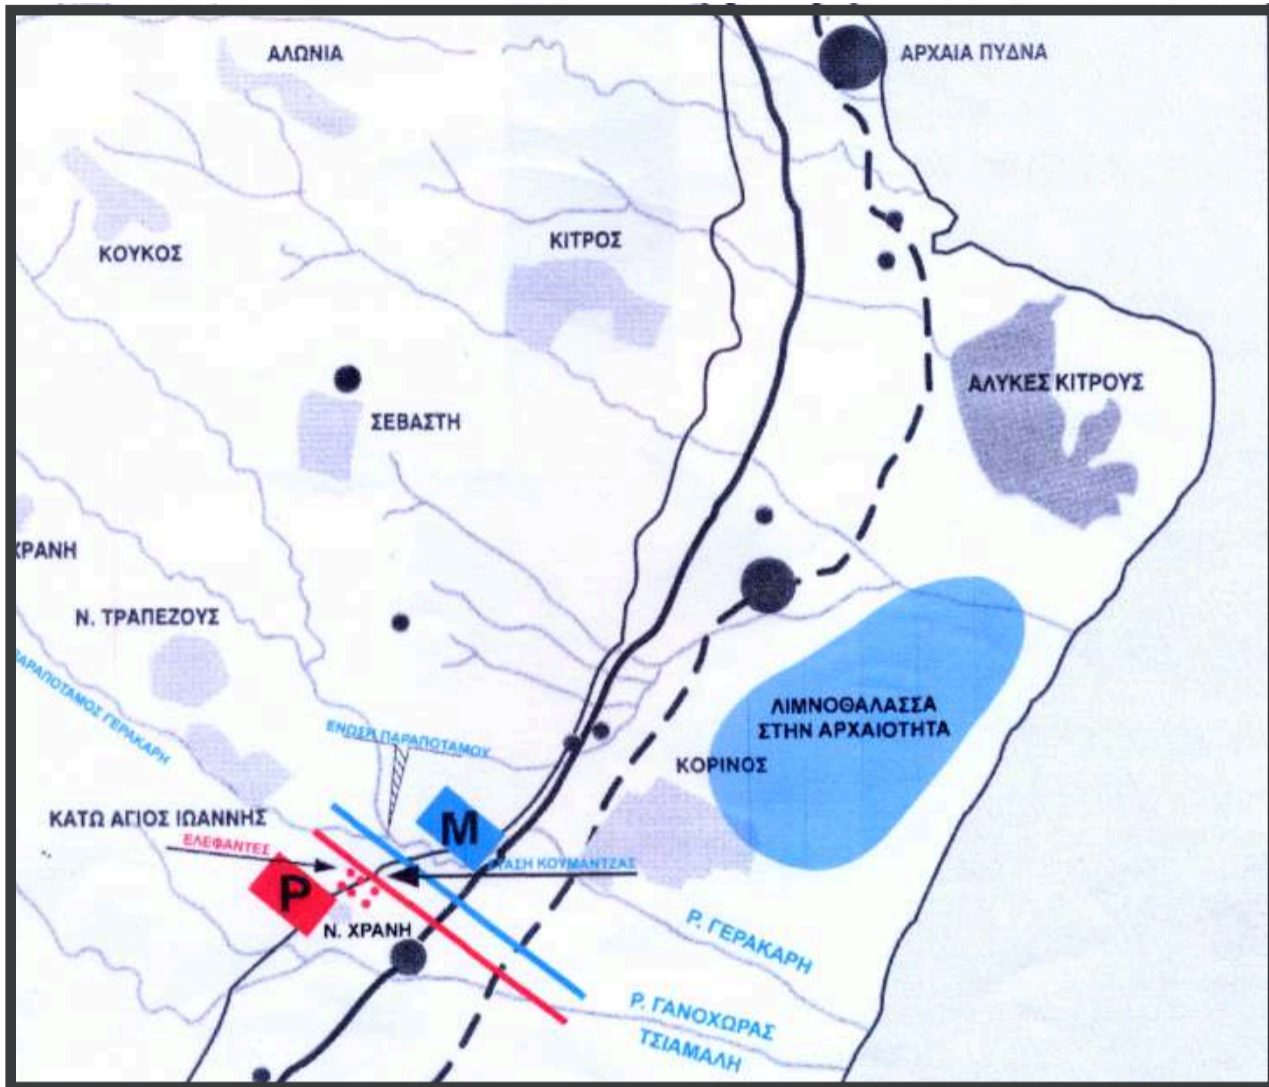 ΑΛΩΝΙΑ
ΑΡΧΑΙΑ ΠΥΔΝΑ
ΚΟΥΚΟΣ
ΚΙΤΡΟΣ
ΑΛΥΚΕΣ ΚΙΤΡΟΥΣ
ΣΕΒΑΣΤΗ
ΧΡΑΝΗ
Ν. ΤΡΑΠΕΖΟΥΣ
ΠΑΡΑΠΟΤΑΜΟΣ ΓΕΡΑΚΑΡΗ
ΛΙΜΝΟΘΑΛΑΣΣΑ
ΣΤΗΝ ΑΡΧΑΙΟΤΗΤΑ
ΕΝΩΣΗ ΠΑΡΑΠΟΤΑΜΟΥ
ΚΟΡΙΝΟΣ
ΚΑΤΩ ΑΓΙΟΣ ΙΩΑΝΝΗΣ
Μ
ΕΛΕΦΑΝΤΕΣ
ΚΟΥΜΑΝΤΖΑΣ
Ρ
Ν. ΧΡΑΝΗ
Ρ. ΓΕΡΑΚΑΡΗ
Ρ. ΓΑΝΟΧΩΡΑΣ
ΤΣΙΑΜΑΛΗ